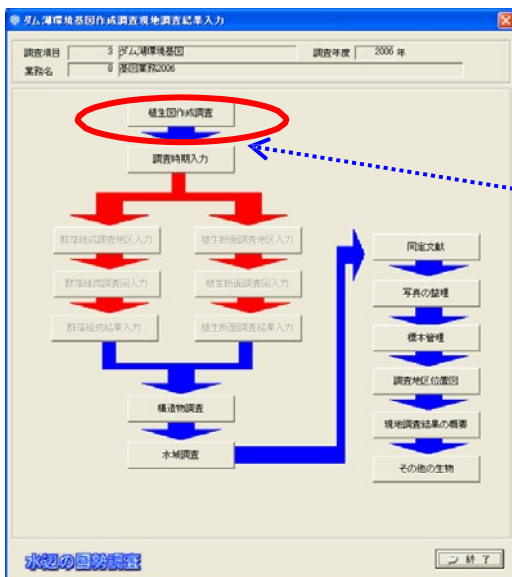 ダム湖環境基図作成調査現地調査結果入力
調査項目 3 ダム湖環境基図 調査年度 2006 年
業務名 8 基図業務2006
植生図作成調査
調査時期入力
群落組成調査地区入力 植生断面調査地区入力
群落組成調査回入力 植生断面調査回入力
群落組成結果入力 植生断面調査結果入力
構造物調査
水域調査
同定文献
写真の整理
標本管理
調査地区位置図
現地調査結果の概要
その他の生物
水辺の国勢調査
終 了